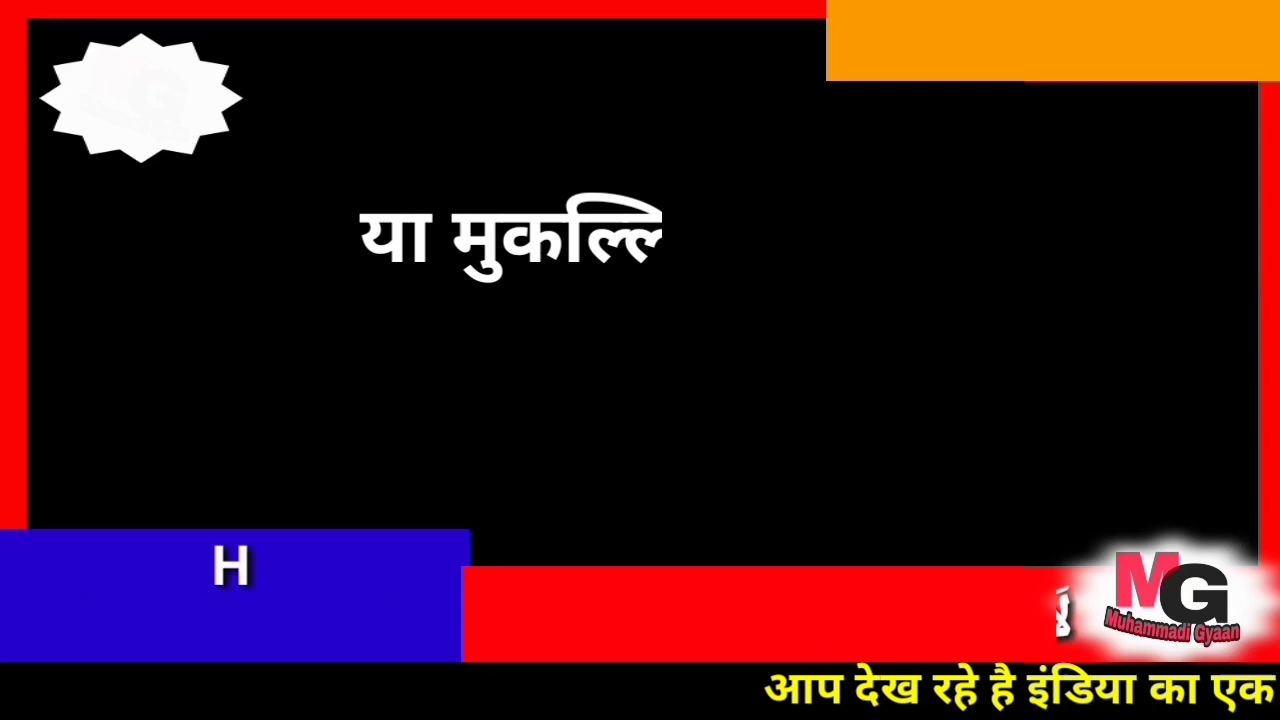 या मुकल्लि
H
MG
Muhammadi Gyaan
आप देख रहे है इंडिया का एक